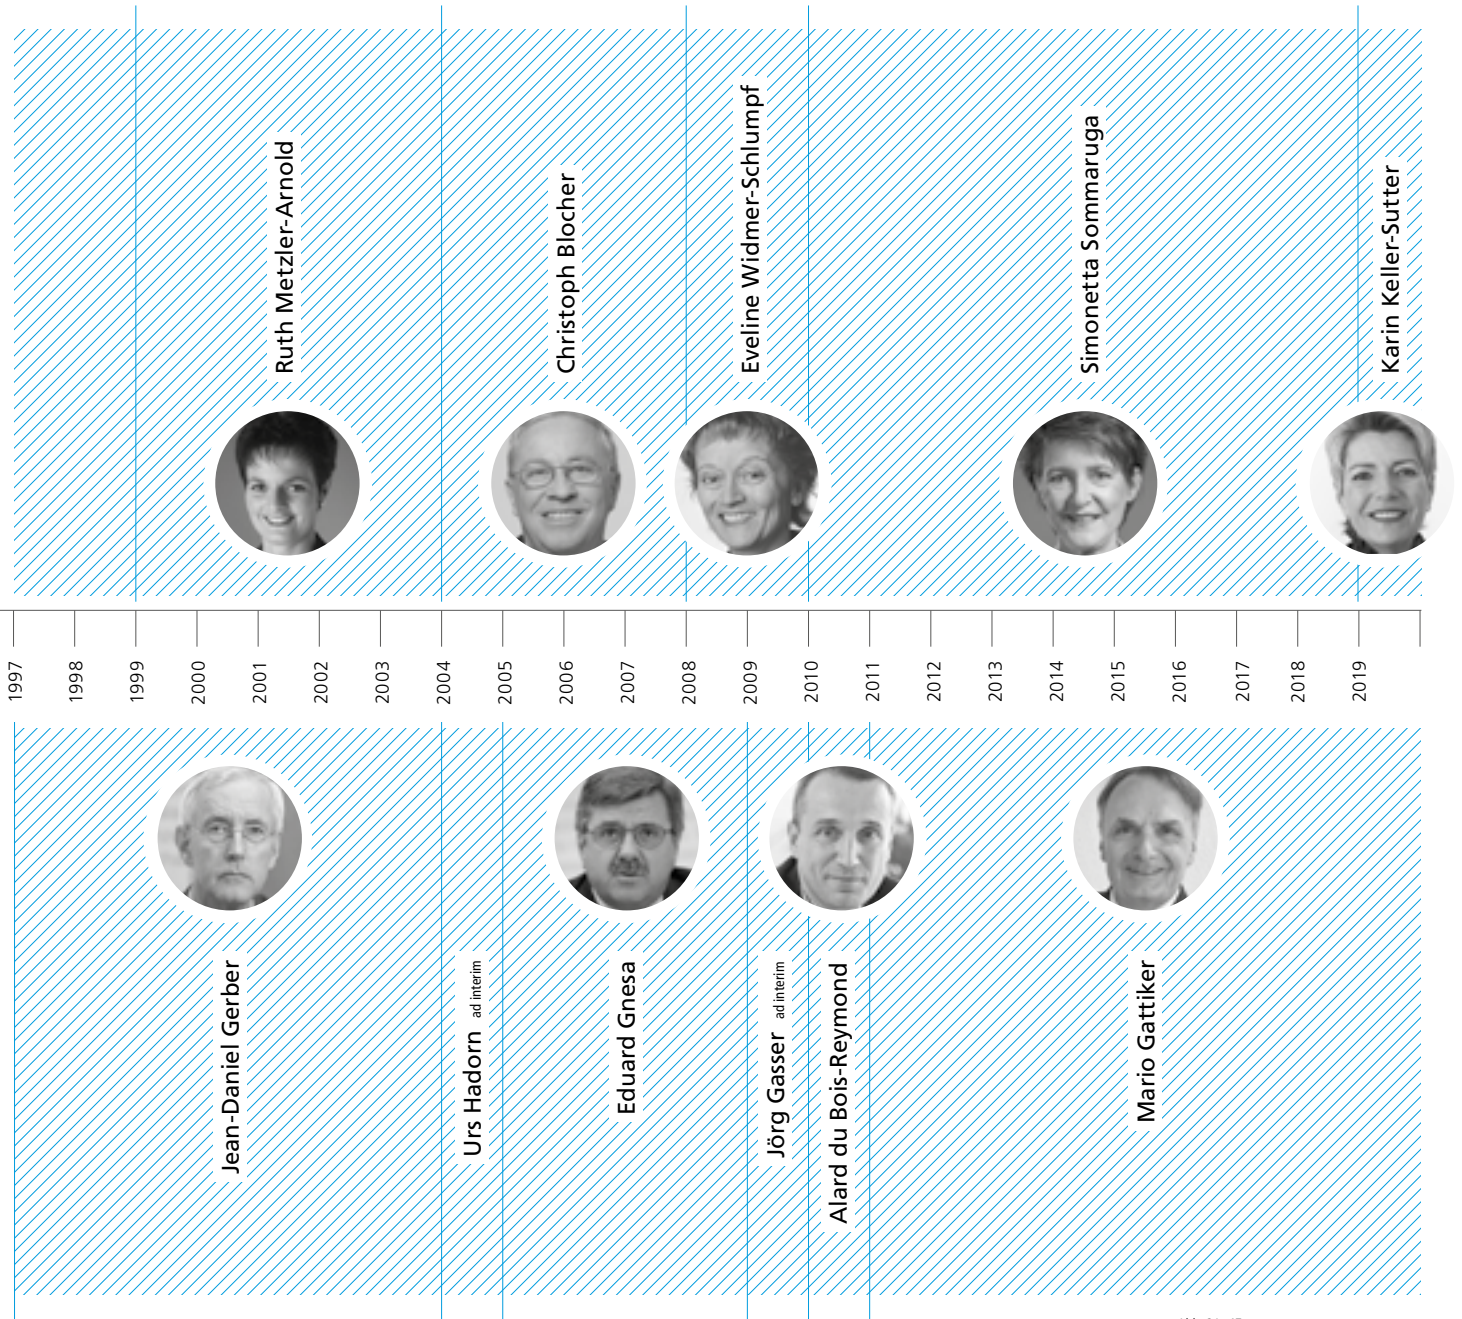 Ruth Metzler-Arnold
Christoph Blocher
Eveline Widmer-Schlumpf
Simonetta Sommaruga
Karin Keller-Sutter
1997
1998
1999
2000
2001
2002
2003
2004
2005
2006
2007
2008
2009
2010
2011
2012
2013
2014
2015
2016
2017
2018
2019
Jean-Daniel Gerber
Urs Hadorn ad interim
Eduard Gnesa
Jörg Gasser ad interim
Alard du Bois-Reymond
Mario Gattiker